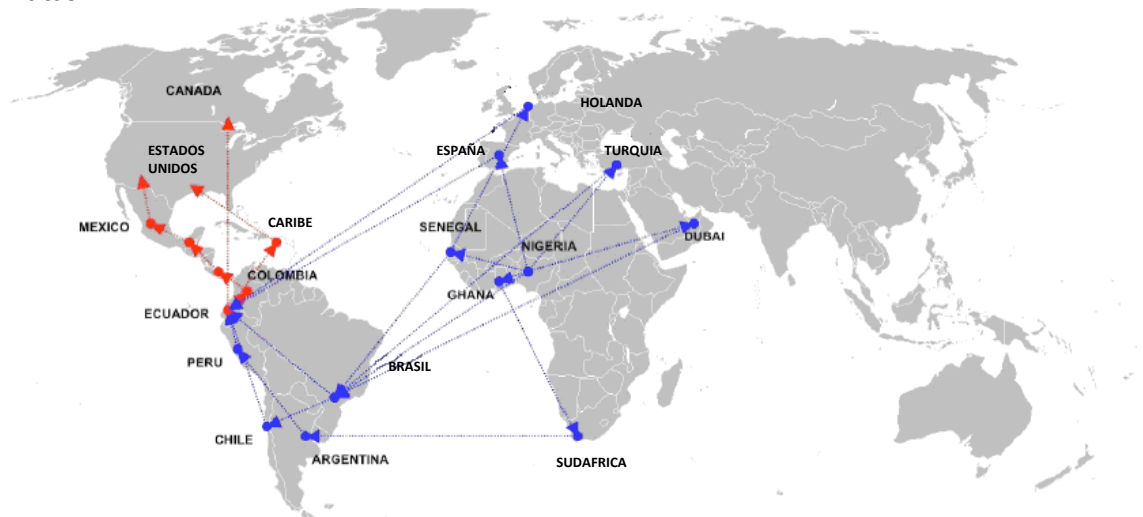 CANADA
HOLANDA
ESTADOS
UNIDOS
ESPAÑA
TURQUIA
MEXICO
CARIBE
SENEGAL
NIGERIA
DUBAI
COLOMBIA
GHANA
ECUADOR
PERU
BRASIL
CHILE
ARGENTINA
SUDAFRICA